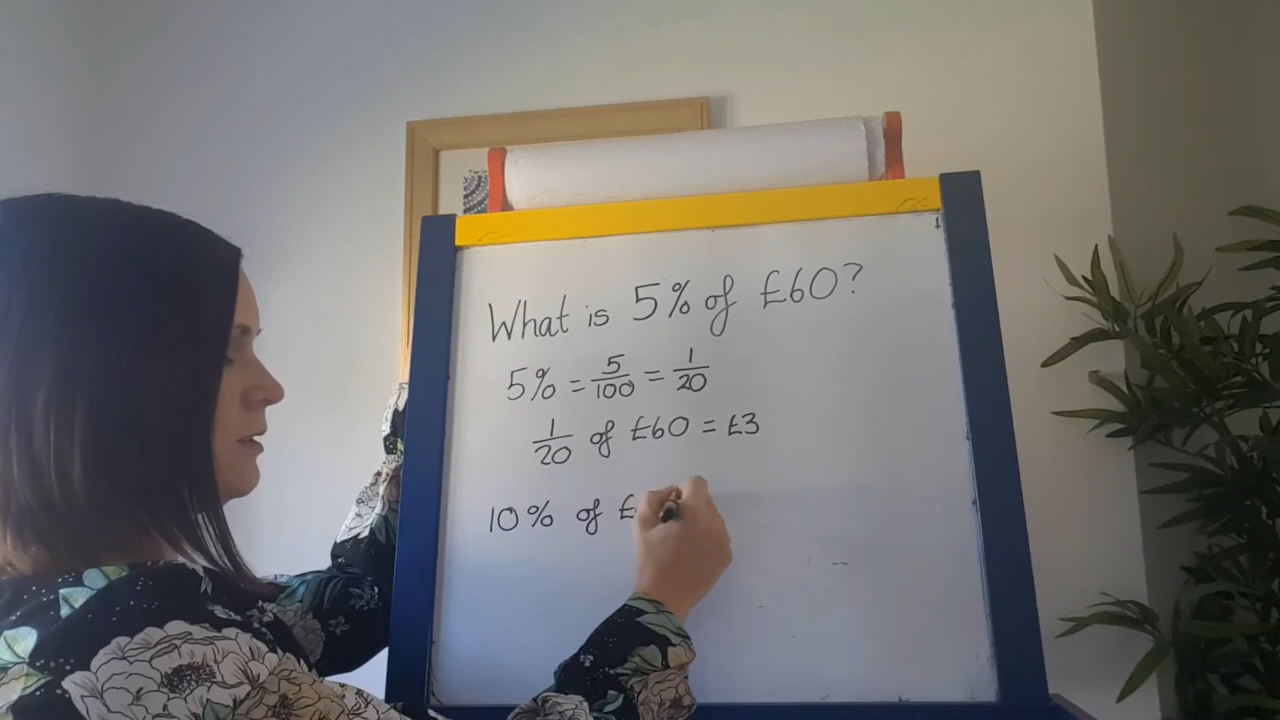 What is 5% of £60?
5% = 5/100 = 1/20
1/20 of £60 = £3
10% of £